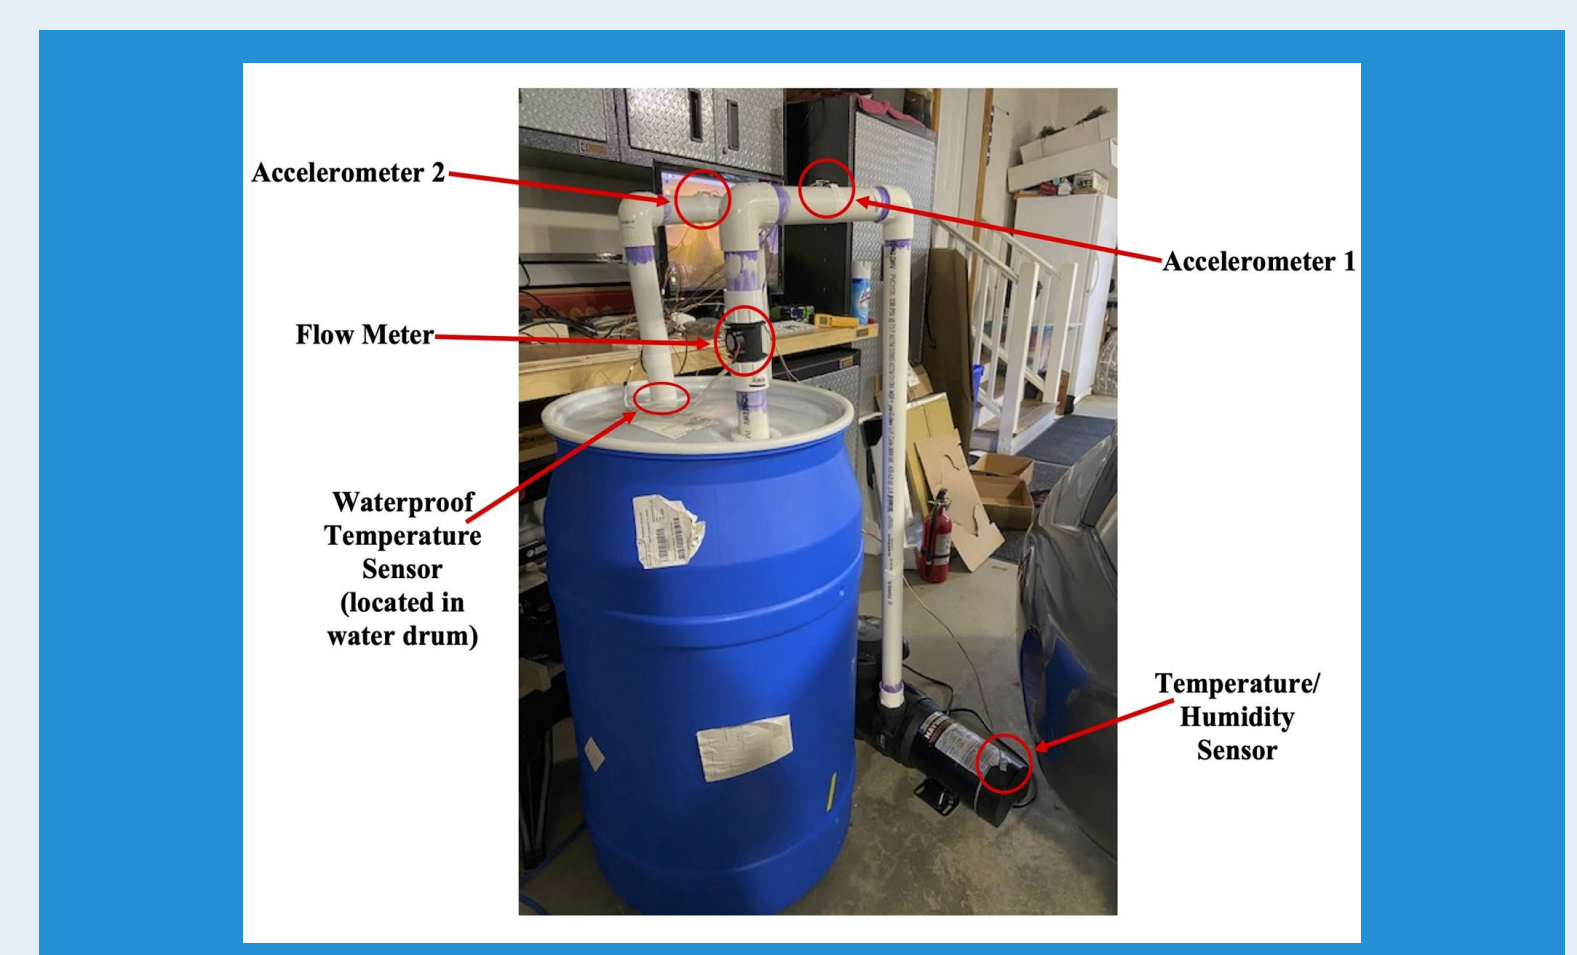 Accelerometer 2
Accelerometer 1
Flow Meter
Waterproof
Temperature
Sensor
(located in
water drum)
Temperature/
Humidity
Sensor